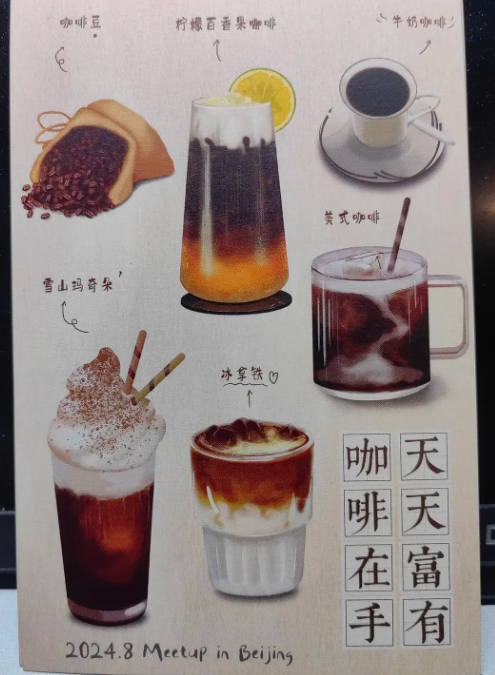 咖啡豆
柠檬百香果咖啡
牛奶咖啡
美式咖啡
雪山玛奇朵
冰拿铁♡
天天富有
咖啡在手
2024.8 Meetup in Beijing